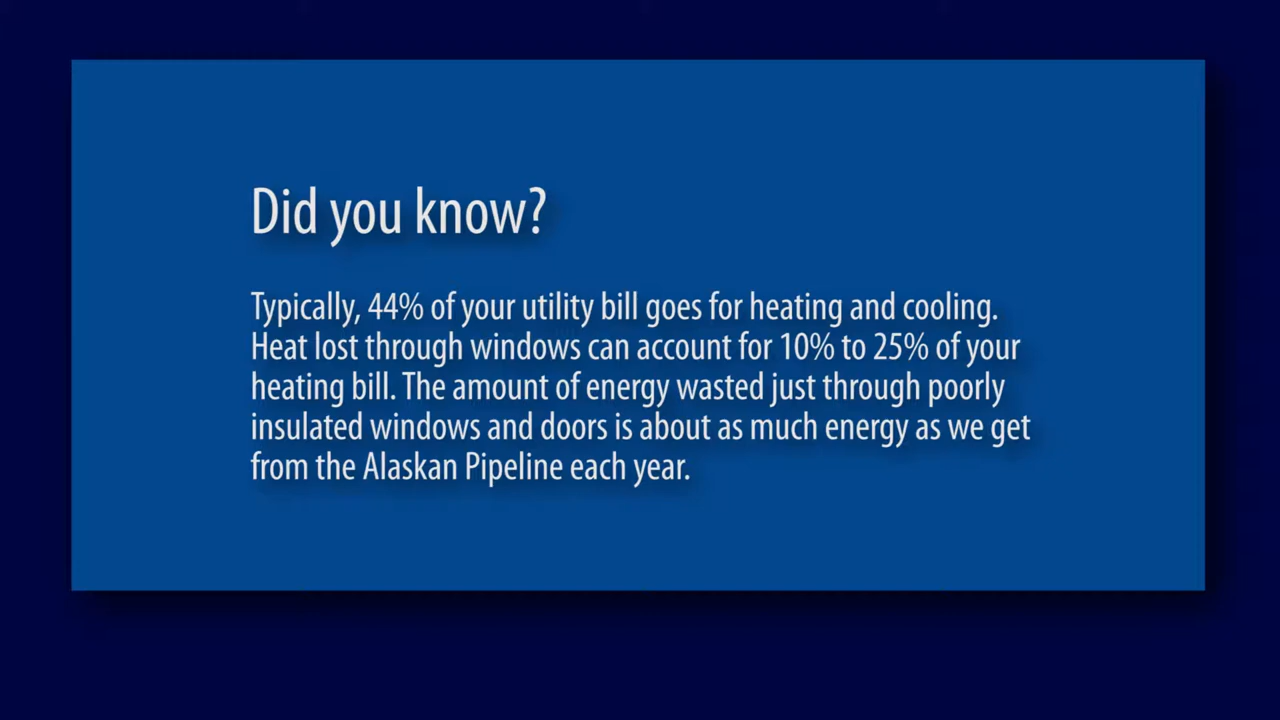 Did you know?
Typically, 44% of your utility bill goes for heating and cooling.
Heat lost through windows can account for 10% to 25% of your
heating bill. The amount of energy wasted just through poorly
insulated windows and doors is about as much energy as we get
from the Alaskan Pipeline each year.